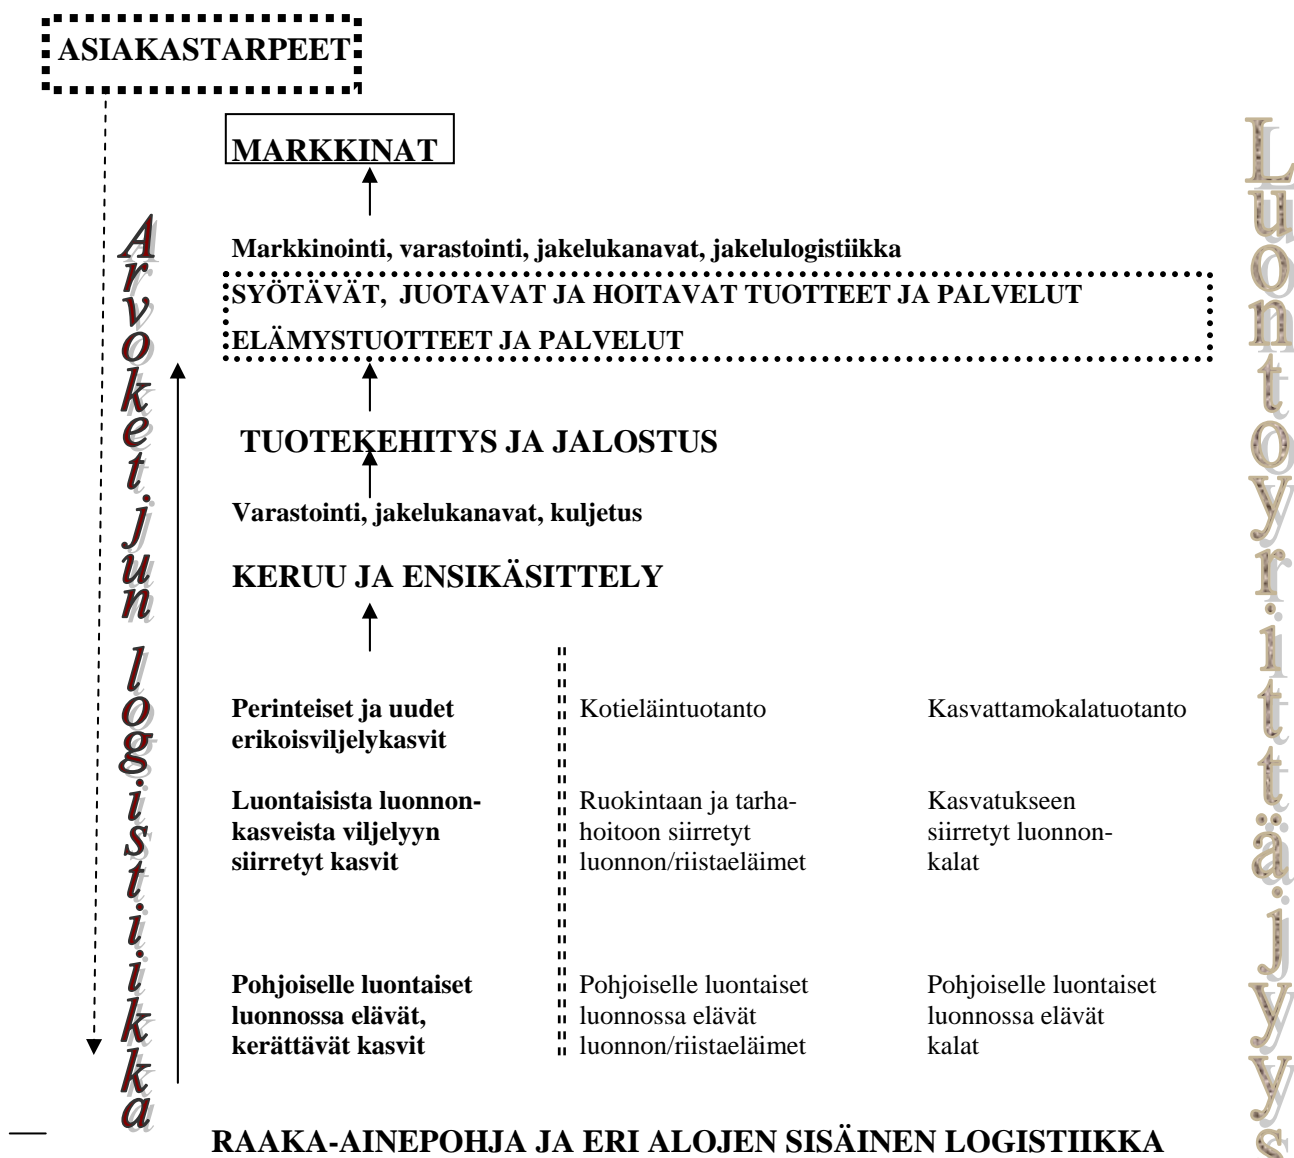 ASIAKASTARPEET
MARKKINAT
Markkinointi, varastointi, jakelukanavat, jakelulogistiikka
SYÖTÄVÄT, JUOTAVAT JA HOITAVAT TUOTTEET JA PALVELUT
ELÄMYSTUOTTEET JA PALVELUT
TUOTEKEHITYS JA JALOSTUS
Varastointi, jakelukanavat, kuljetus
KERUU JA ENSIKÄSITTELY
Perinteiset ja uudet
erikoisviljelykasvit
Kotieläintuotanto
Kasvattamokalatuotanto
Luontaisista luonnon-
kasveista viljelyyn
siirretyt kasvit
Ruokintaan ja tarha-
hoitoon siirretyt
luonnon/riistaeläimet
Kasvatukseen
siirretyt luonnon-
kalat
Pohjoiselle luontaiset
luonnossa elävät,
kerättävät kasvit
Pohjoiselle luontaiset
luonnossa elävät
luonnon/riistaeläimet
Pohjoiselle luontaiset
luonnossa elävät
kalat
RAAKA-AINEPOHJA JA ERI ALOJEN SISÄINEN LOGISTIIKKA
Arvoketjun logistiikka
Luontoyrittäjyys